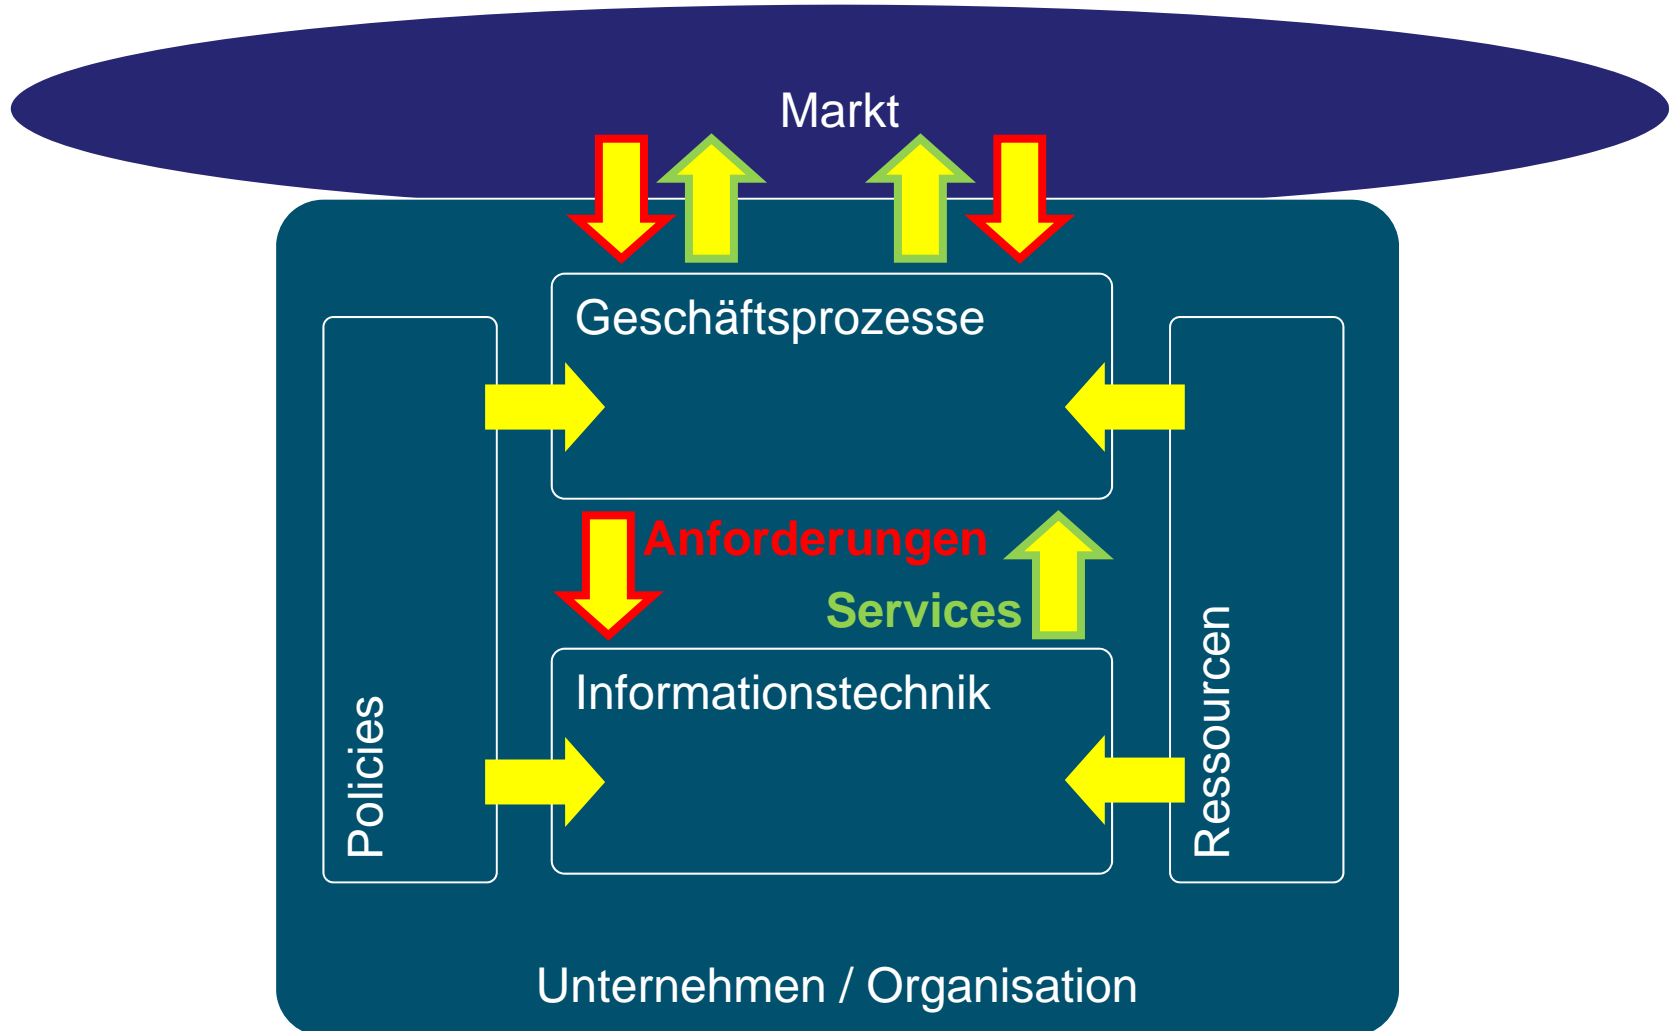 Markt
Geschäftsprozesse
Anforderungen
Services
Informationstechnik
Policies
Ressourcen
Unternehmen / Organisation